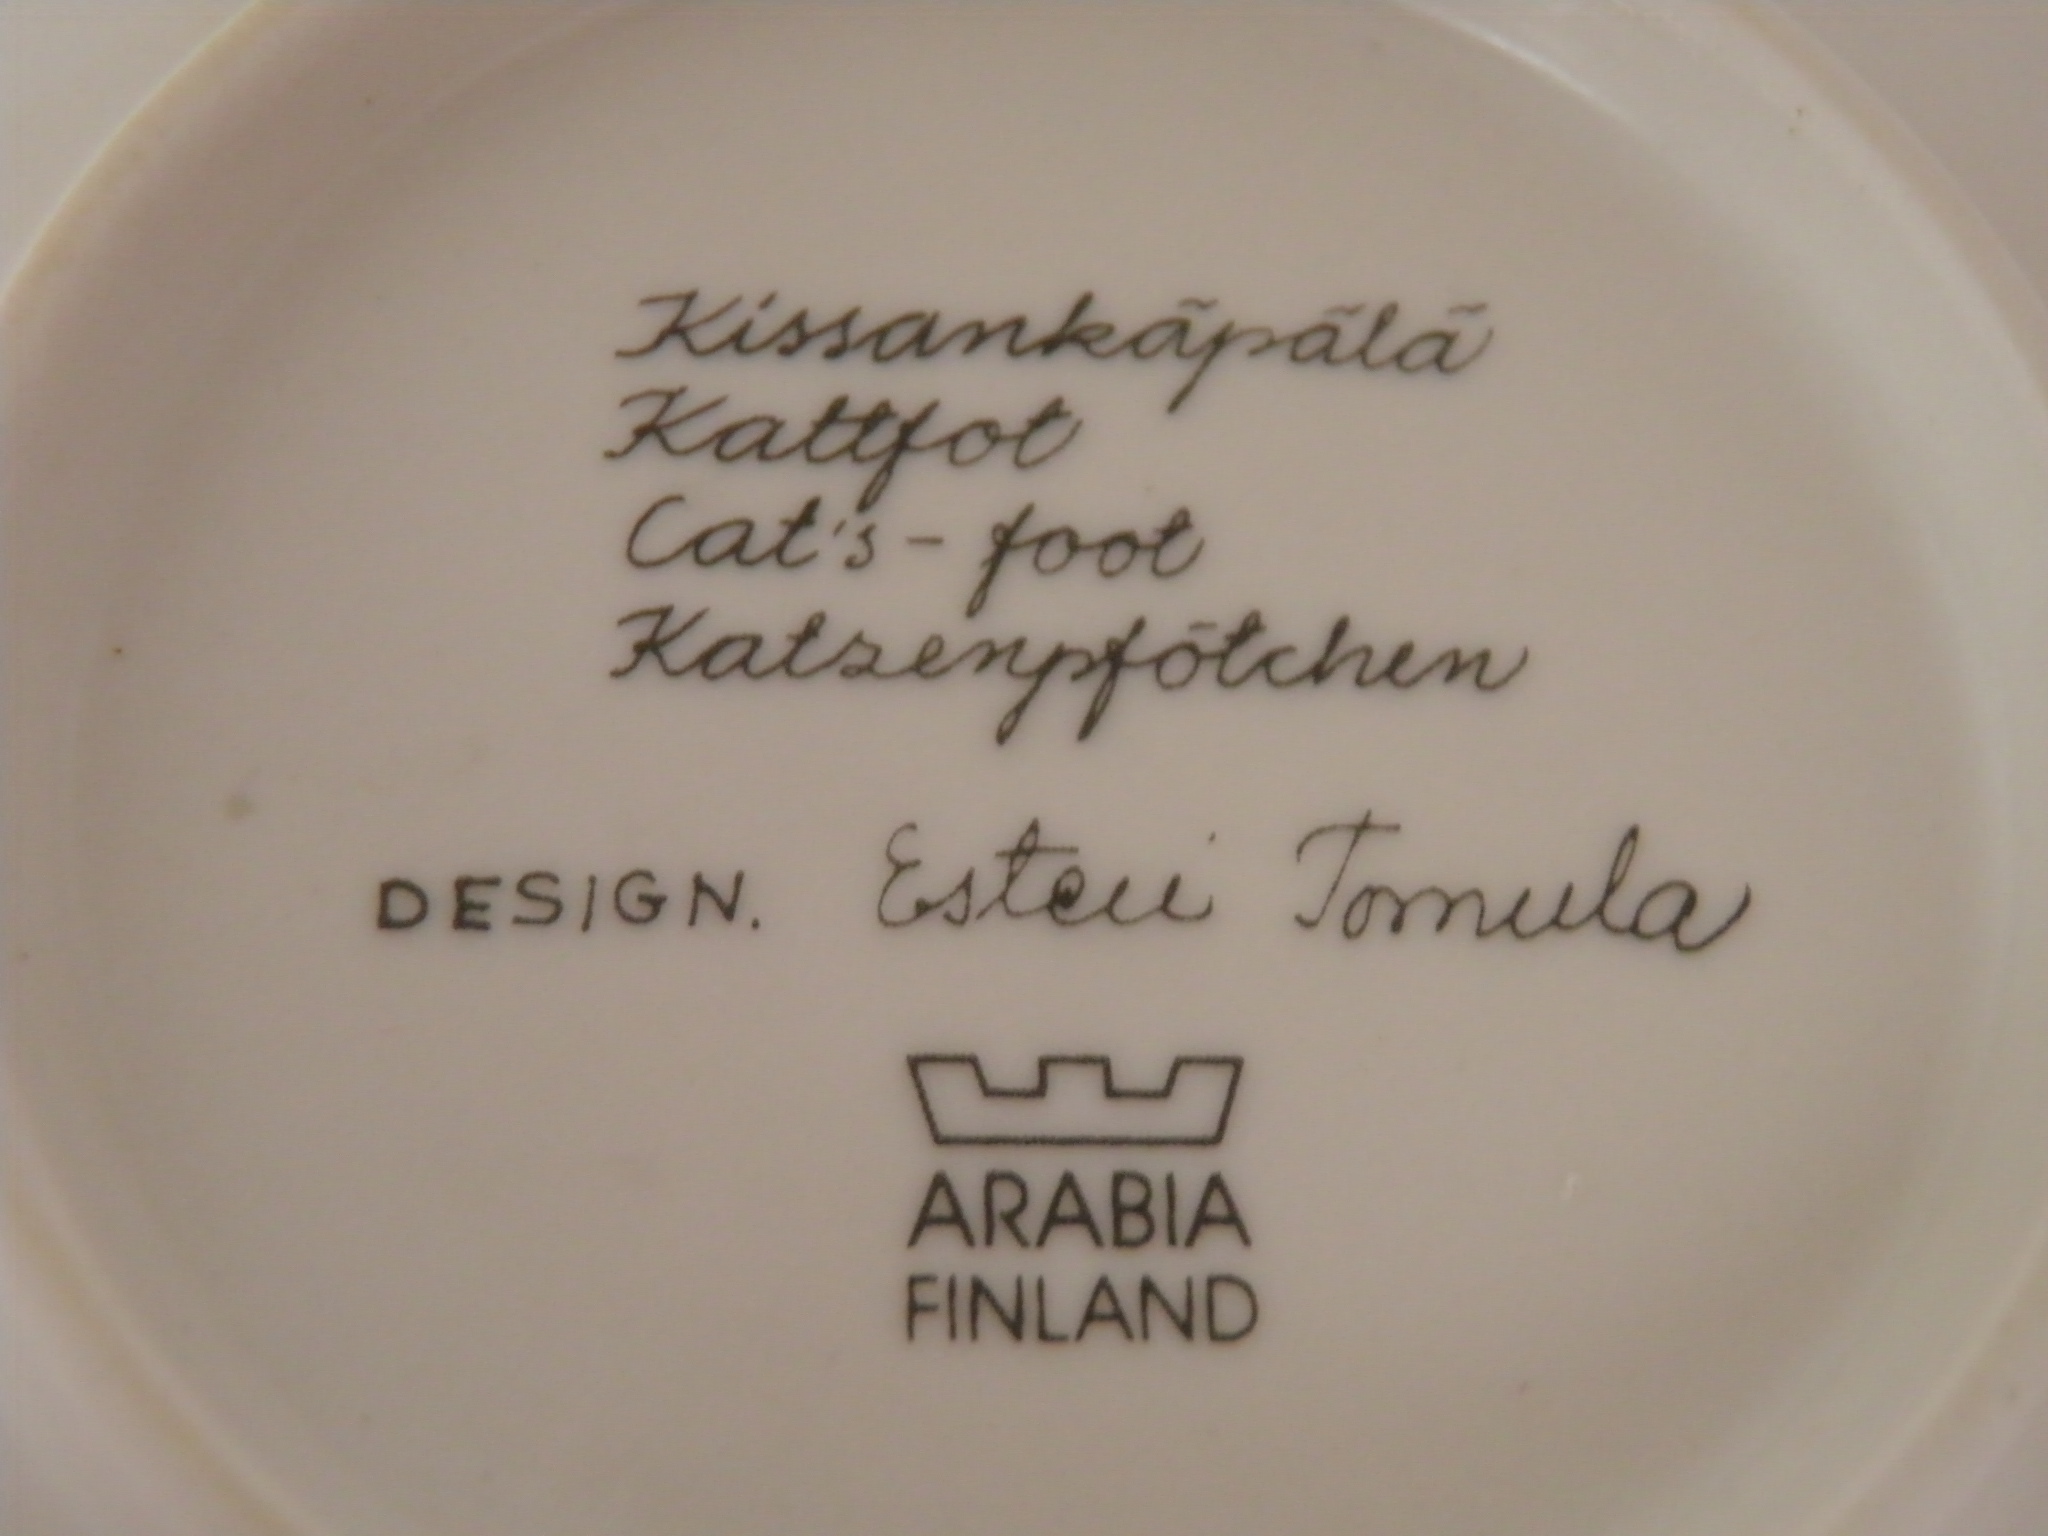 Kissankäpälä
Kattfot
Cat's-foot
Katzenpfötchen
DESIGN. Esteri Tomula
ARABIA
FINLAND